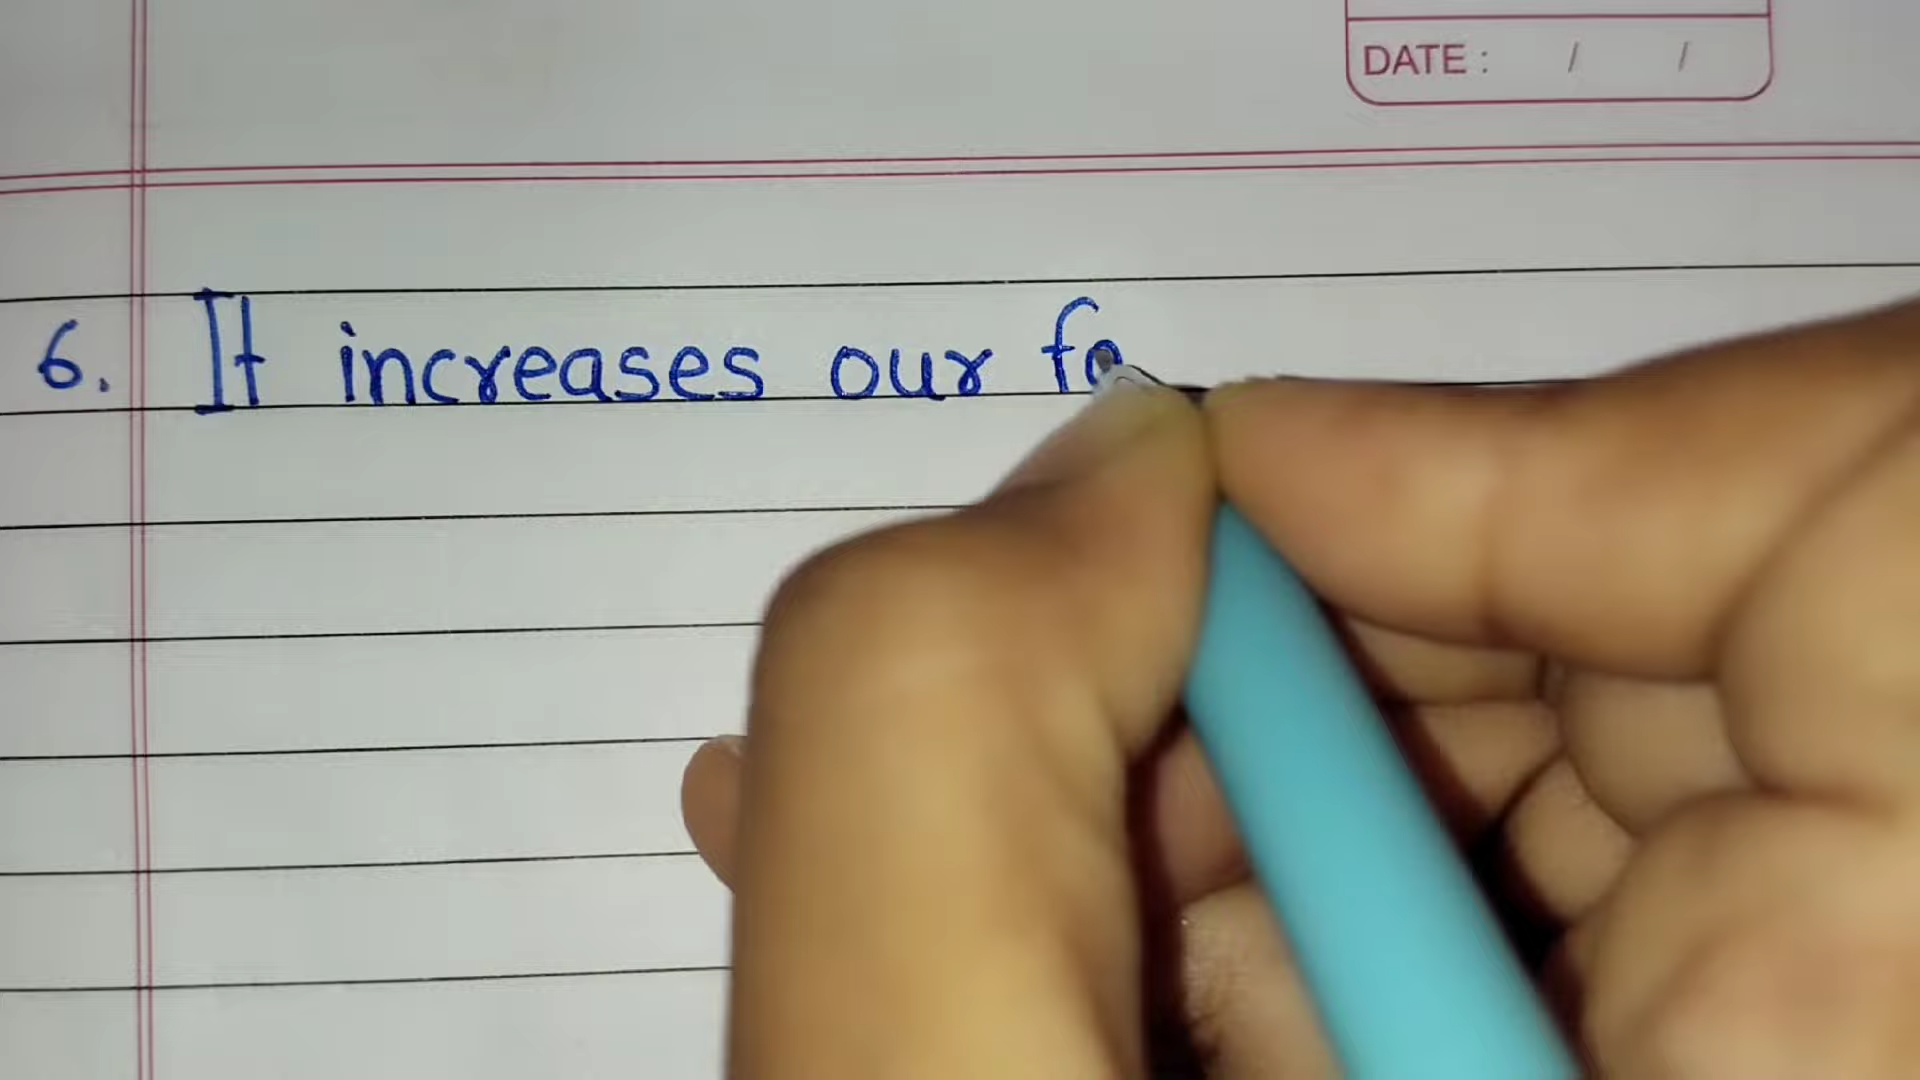 DATE : / /
6. It increases our fo